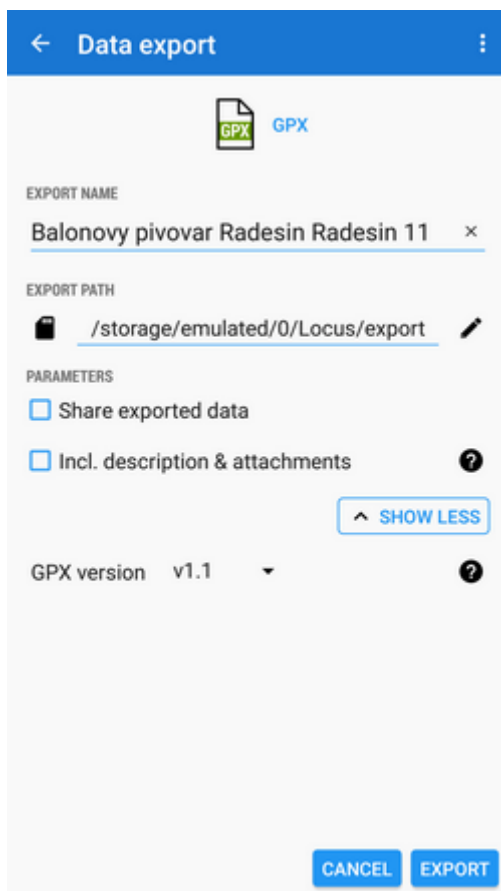 Data export
GPX
GPX
EXPORT NAME
Balonovy pivovar Radesin Radesin 11
EXPORT PATH
/storage/emulated/0/Locus/export
PARAMETERS
Share exported data
Incl. description & attachments
SHOW LESS
GPX version v1.1
CANCEL EXPORT